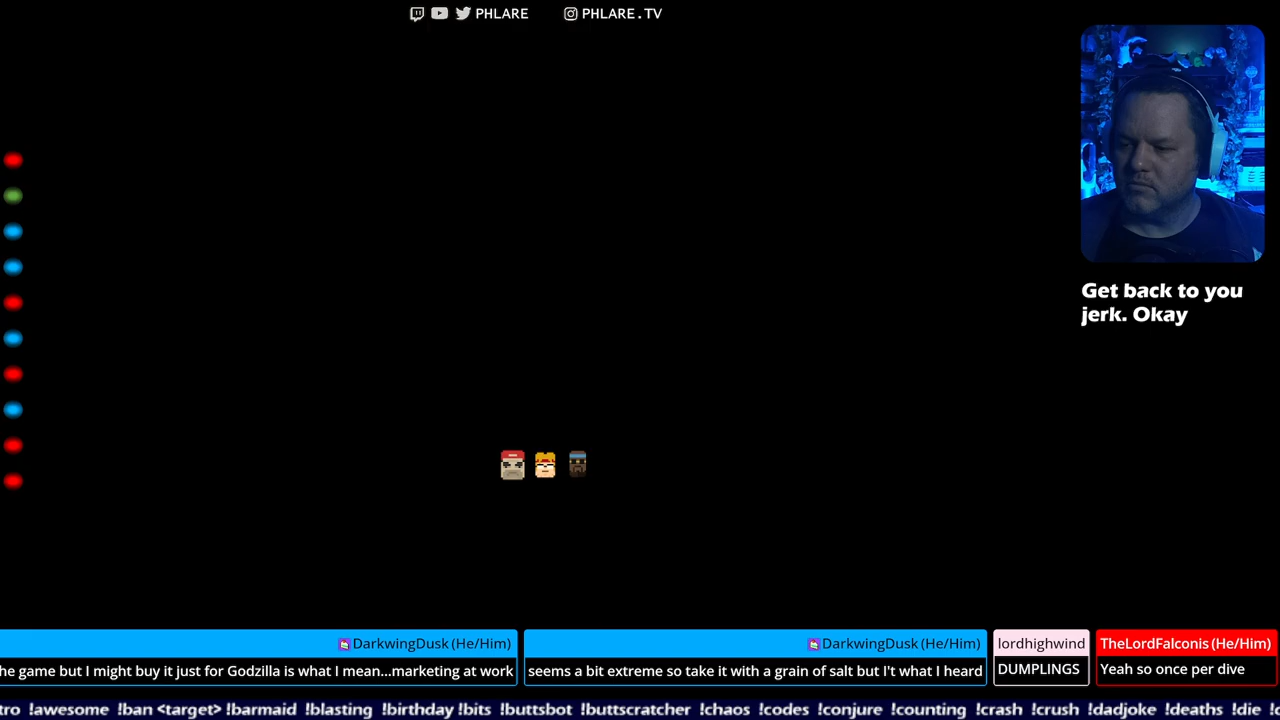 PHLARE PHLARE.TV
Get back to you
jerk. Okay
DarkwingDusk (He/Him)
he game but I might buy it just for Godzilla is what I mean...marketing at work
DarkwingDusk (He/Him)
seems a bit extreme so take it with a grain of salt but I't what I heard
lordhighwind
DUMPLINGS
TheLordFalconis (He/Him)
Yeah so once per dive
tro !awesome !ban <target> !barmaid !blasting !birthday !bits !buttsbot !buttscratcher !chaos !codes !conjure !counting !crash !crush !dadjoke !deaths !die